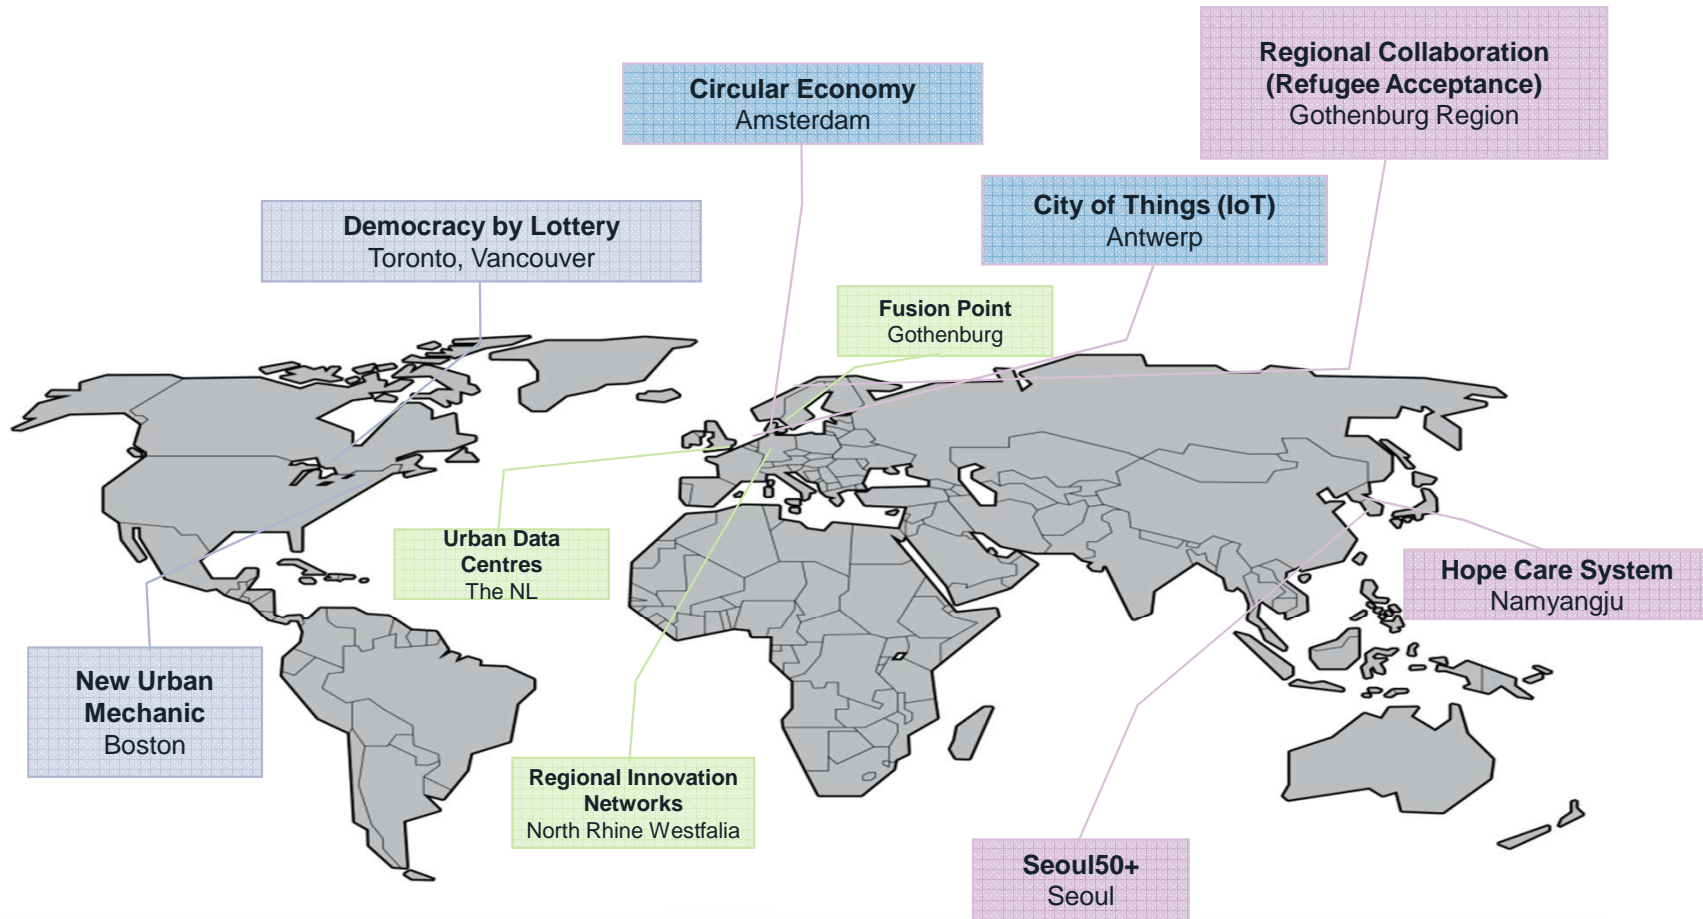 Regional Collaboration
(Refugee Acceptance)
Gothenburg Region
Circular Economy
Amsterdam
City of Things (IoT)
Antwerp
Democracy by Lottery
Toronto, Vancouver
Fusion Point
Gothenburg
Urban Data
Centres
The NL
Hope Care System
Namyangju
New Urban
Mechanic
Boston
Regional Innovation
Networks
North Rhine Westfalia
Seoul50+
Seoul